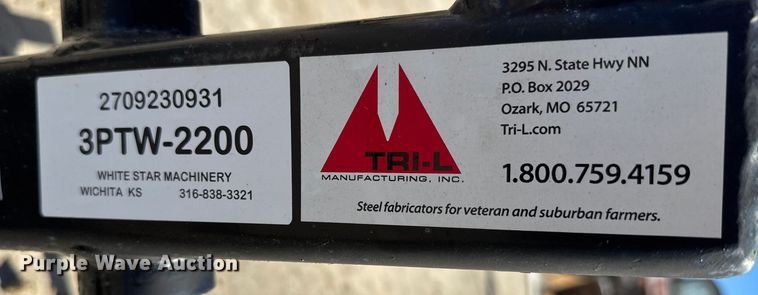 2709230931
3PTW-2200
WHITE STAR MACHINERY
WICHITA KS 316-838-3321
TRI-L
MANUFACTURING, INC.
3295 N. State Hwy NN
P.O. Box 2029
Ozark, MO 65721
Tri-L.com
1.800.759.4159
Steel fabricators for veteran and suburban farmers.
Purple Wave Auction